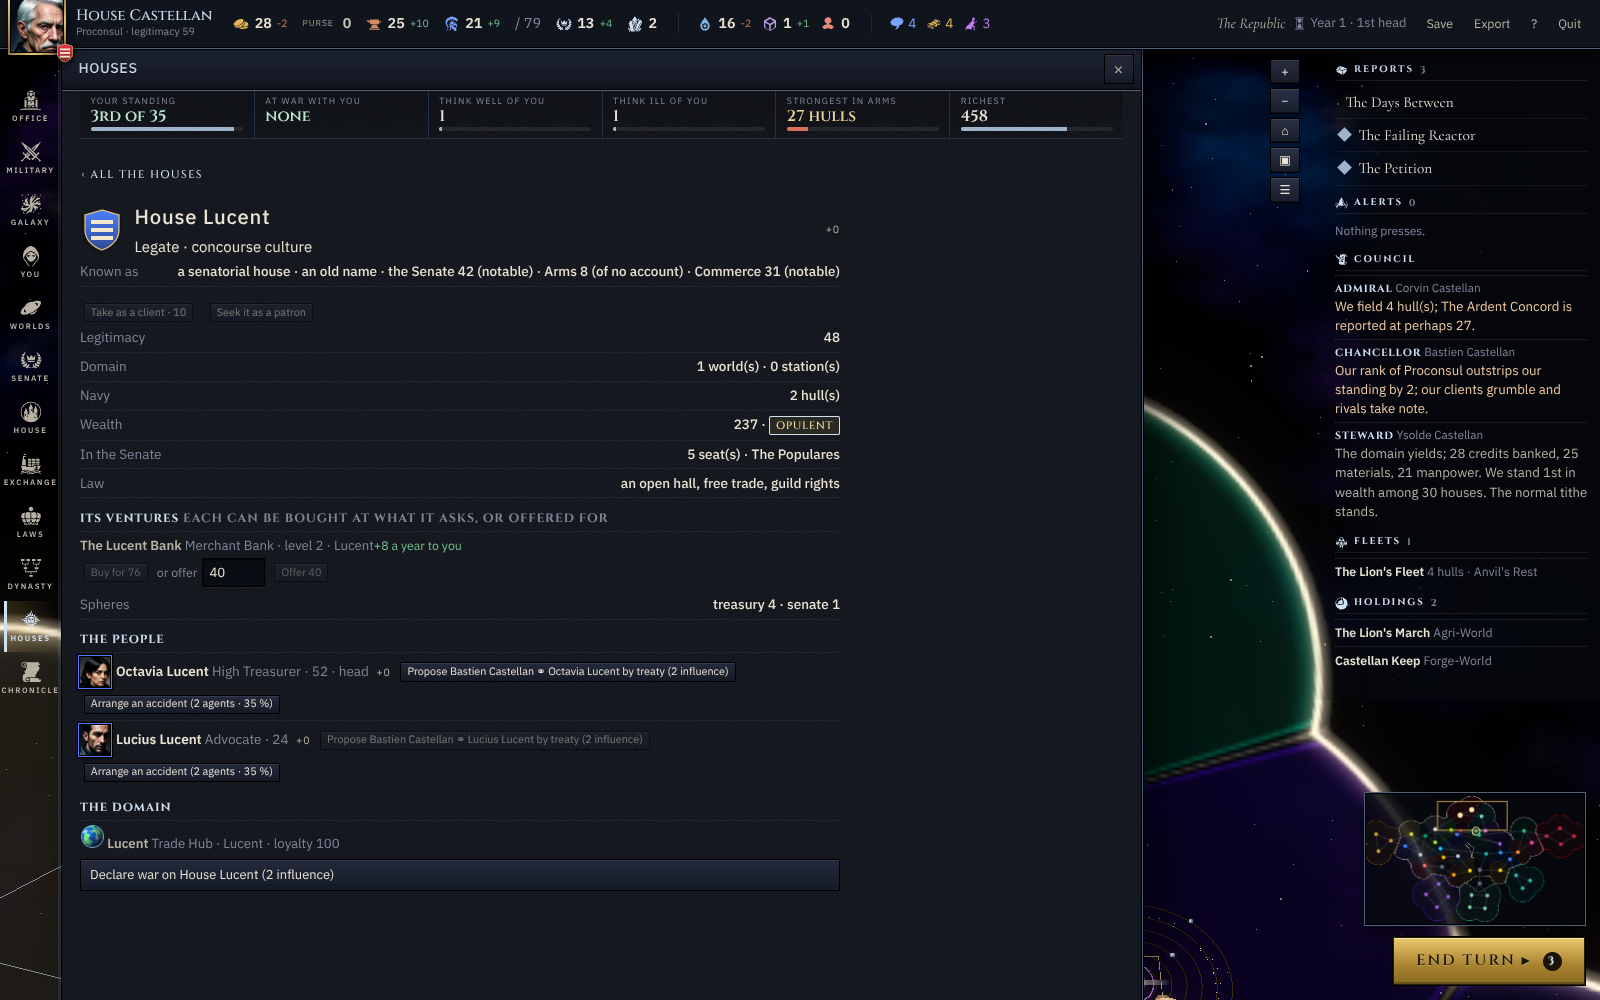 HOUSE CASTELLAN
Proconsul · legitimacy 59
28 -2 PURSE 0 25 +10 21 +9 / 79 13 +4 2 16 -2 1 +1 0 4 4 3
The Republic Year 1 · 1st head Save Export ? Quit
HOUSES ×
YOUR STANDING
3RD OF 35
AT WAR WITH YOU
NONE
THINK WELL OF YOU
1
THINK ILL OF YOU
1
STRONGEST IN ARMS
27 HULLS
RICHEST
458
OFFICE
MILITARY
GALAXY
YOU
WORLDS
SENATE
HOUSE
EXCHANGE
LAWS
DYNASTY
HOUSES
CHRONICLE
‹ ALL THE HOUSES
House Lucent
Legate · concourse culture
+0
Known as a senatorial house · an old name · the Senate 42 (notable) · Arms 8 (of no account) · Commerce 31 (notable)
Take as a client · 10 Seek it as a patron
Legitimacy 48
Domain 1 world(s) · 0 station(s)
Navy 2 hull(s)
Wealth 237 · OPULENT
In the Senate 5 seat(s) · The Populares
Law an open hall, free trade, guild rights
ITS VENTURES EACH CAN BE BOUGHT AT WHAT IT ASKS, OR OFFERED FOR
The Lucent Bank Merchant Bank · level 2 · Lucent+8 a year to you
Buy for 76 or offer 40 Offer 40
Spheres treasury 4 · senate 1
THE PEOPLE
Octavia Lucent High Treasurer · 52 · head +0 Propose Bastien Castellan ⚭ Octavia Lucent by treaty (2 influence)
Arrange an accident (2 agents · 35 %)
Lucius Lucent Advocate · 24 +0 Propose Bastien Castellan ⚭ Lucius Lucent by treaty (2 influence)
Arrange an accident (2 agents · 35 %)
THE DOMAIN
Lucent Trade Hub · Lucent · loyalty 100
Declare war on House Lucent (2 influence)
REPORTS 3
The Days Between
The Failing Reactor
The Petition
ALERTS 0
Nothing presses.
COUNCIL
ADMIRAL Corvin Castellan
We field 4 hull(s); The Ardent Concord is
reported at perhaps 27.
CHANCELLOR Bastien Castellan
Our rank of Proconsul outstrips our
standing by 2; our clients grumble and
rivals take note.
STEWARD Ysolde Castellan
The domain yields; 28 credits banked, 25
materials, 21 manpower. We stand 1st in
wealth among 30 houses. The normal tithe
stands.
FLEETS 1
The Lion's Fleet 4 hulls · Anvil's Rest
HOLDINGS 2
The Lion's March Agri-World
Castellan Keep Forge-World
END TURN ▸ 3